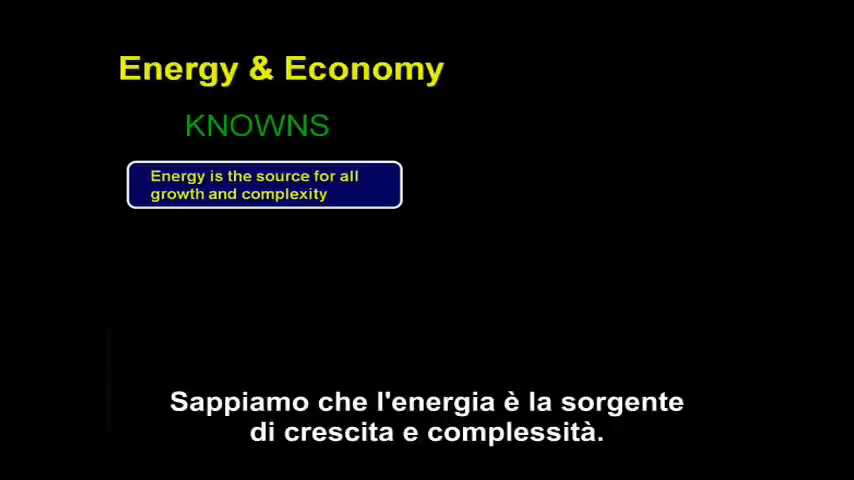 Energy & Economy
KNOWNS
Energy is the source for all
growth and complexity
Sappiamo che l'energia è la sorgente
di crescita e complessità.